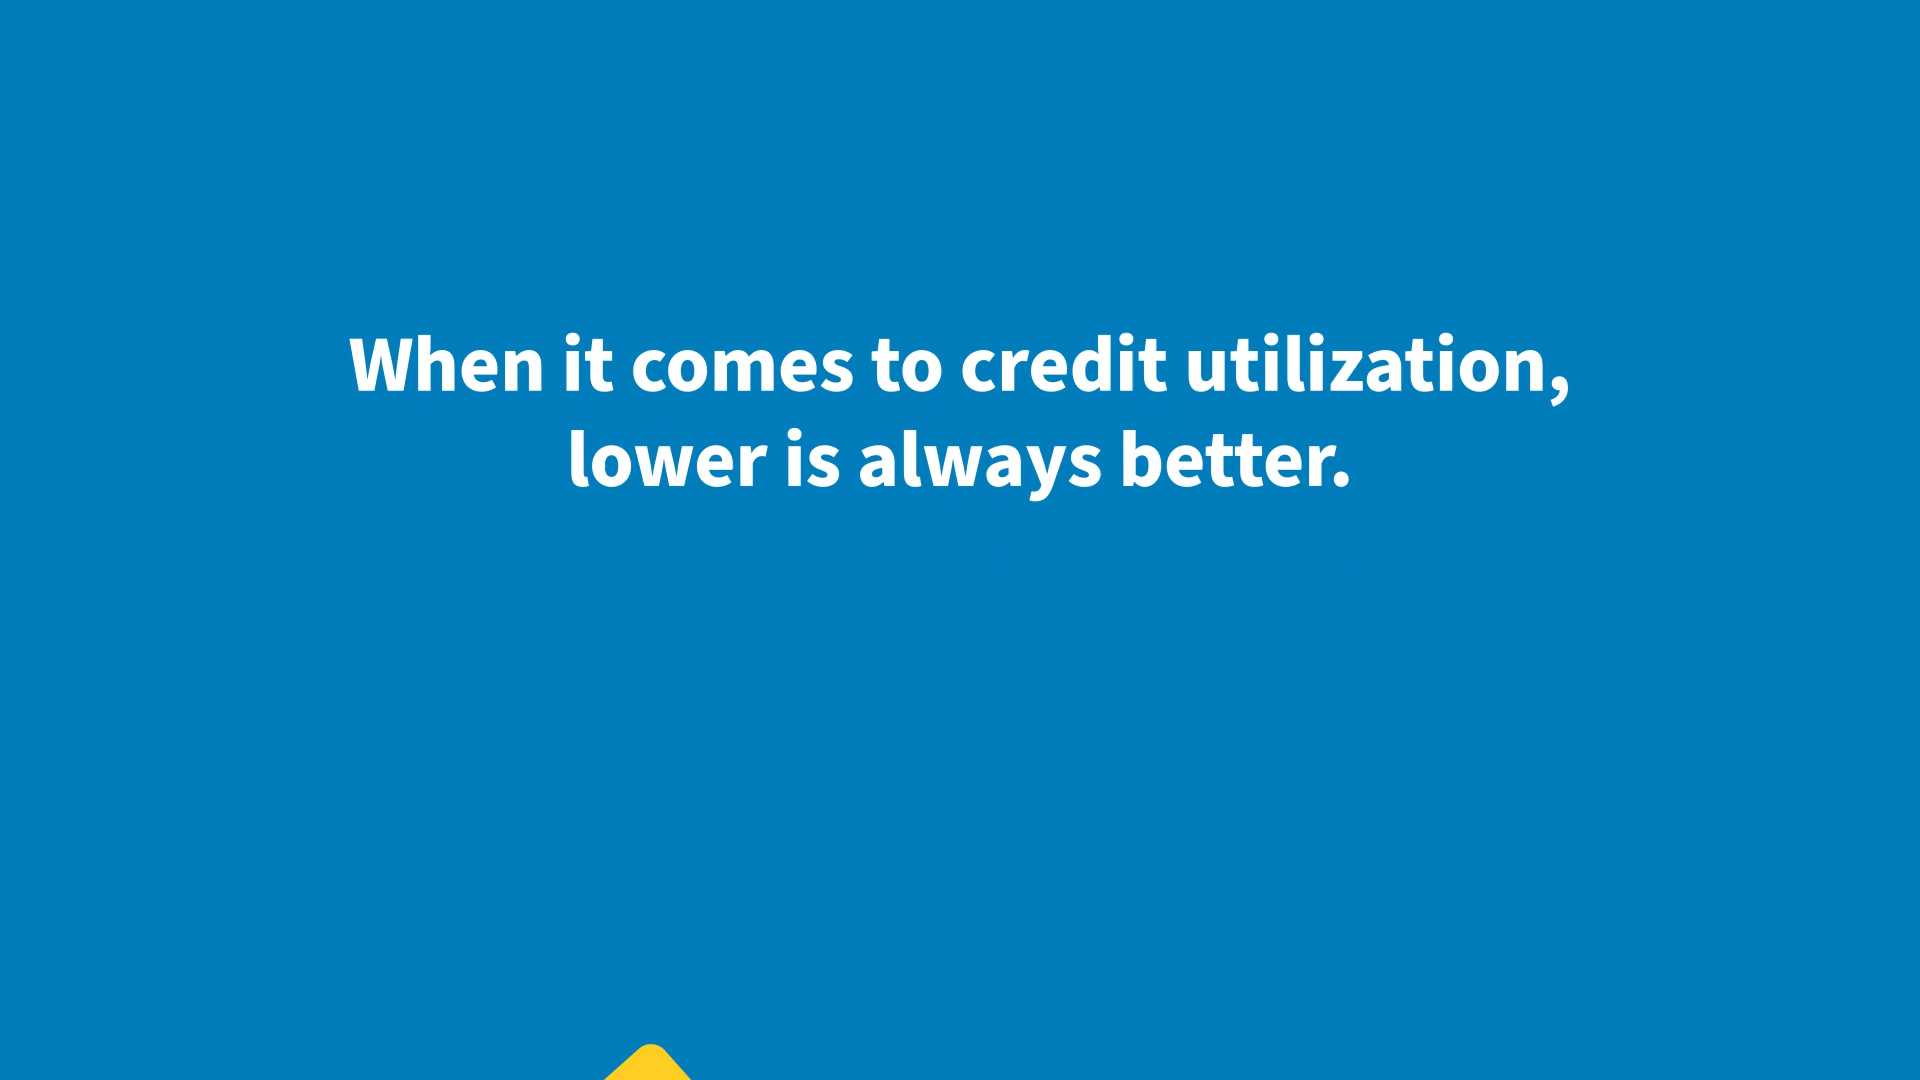 When it comes to credit utilization,
lower is always better.